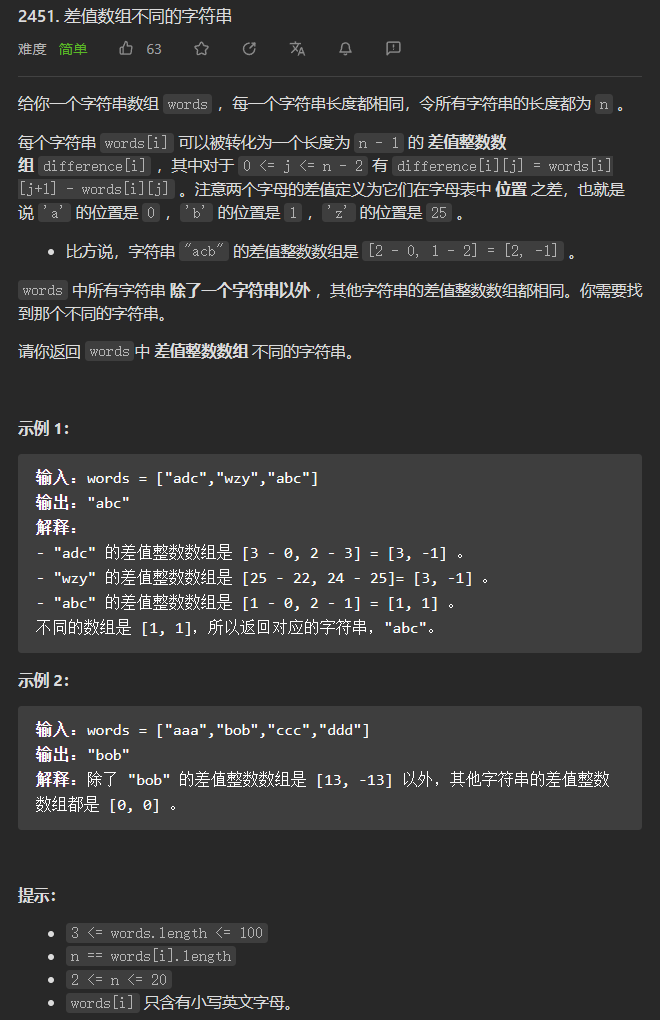 2451. 差值数组不同的字符串
难度 简单 63
给你一个字符串数组 words ，每一个字符串长度都相同，令所有字符串的长度都为 n 。
每个字符串 words[i] 可以被转化为一个长度为 n - 1 的 差值整数数
组 difference[i] ，其中对于 0 <= j <= n - 2 有 difference[i][j] = words[i]
[j+1] - words[i][j] 。注意两个字母的差值定义为它们在字母表中 位置 之差，也就是
说 'a' 的位置是 0 ，'b' 的位置是 1 ，'z' 的位置是 25 。
• 比方说，字符串 "acb" 的差值整数数组是 [2 - 0, 1 - 2] = [2, -1] 。
words 中所有字符串 除了一个字符串以外 ，其他字符串的差值整数数组都相同。你需要找
到那个不同的字符串。
请你返回 words中 差值整数数组 不同的字符串。
示例 1：
输入：words = ["adc","wzy","abc"]
输出："abc"
解释：
- "adc" 的差值整数数组是 [3 - 0, 2 - 3] = [3, -1] 。
- "wzy" 的差值整数数组是 [25 - 22, 24 - 25]= [3, -1] 。
- "abc" 的差值整数数组是 [1 - 0, 2 - 1] = [1, 1] 。
不同的数组是 [1, 1]，所以返回对应的字符串，"abc"。
示例 2：
输入：words = ["aaa","bob","ccc","ddd"]
输出："bob"
解释：除了 "bob" 的差值整数数组是 [13, -13] 以外，其他字符串的差值整数
数组都是 [0, 0] 。
提示：
• 3 <= words.length <= 100
• n == words[i].length
• 2 <= n <= 20
• words[i] 只含有小写英文字母。